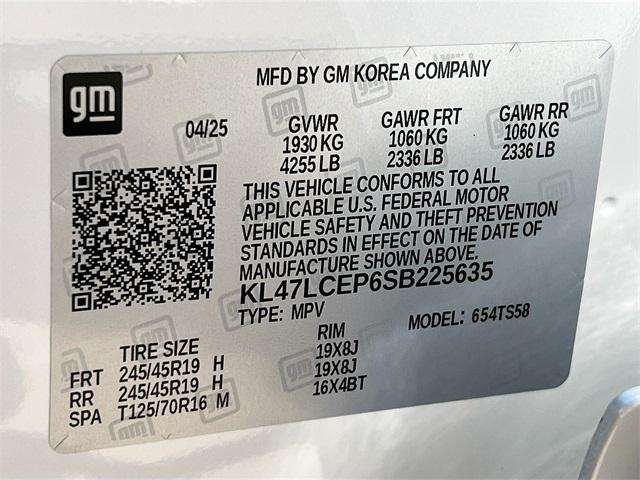 gm
MFD BY GM KOREA COMPANY
04/25
GVWR
1930 KG
4255 LB
GAWR FRT
1060 KG
2336 LB
GAWR RR
1060 KG
2336 LB
THIS VEHICLE CONFORMS TO ALL
APPLICABLE U.S. FEDERAL MOTOR
VEHICLE SAFETY AND THEFT PREVENTION
STANDARDS IN EFFECT ON THE DATE OF
MANUFACTURE SHOWN ABOVE.
KL47LCEP6SB225635
TYPE: MPV
MODEL: 654TS58
TIRE SIZE
RIM
FRT 245/45R19 H 19X8J
RR 245/45R19 H 19X8J
SPA T125/70R16 M 16X4BT